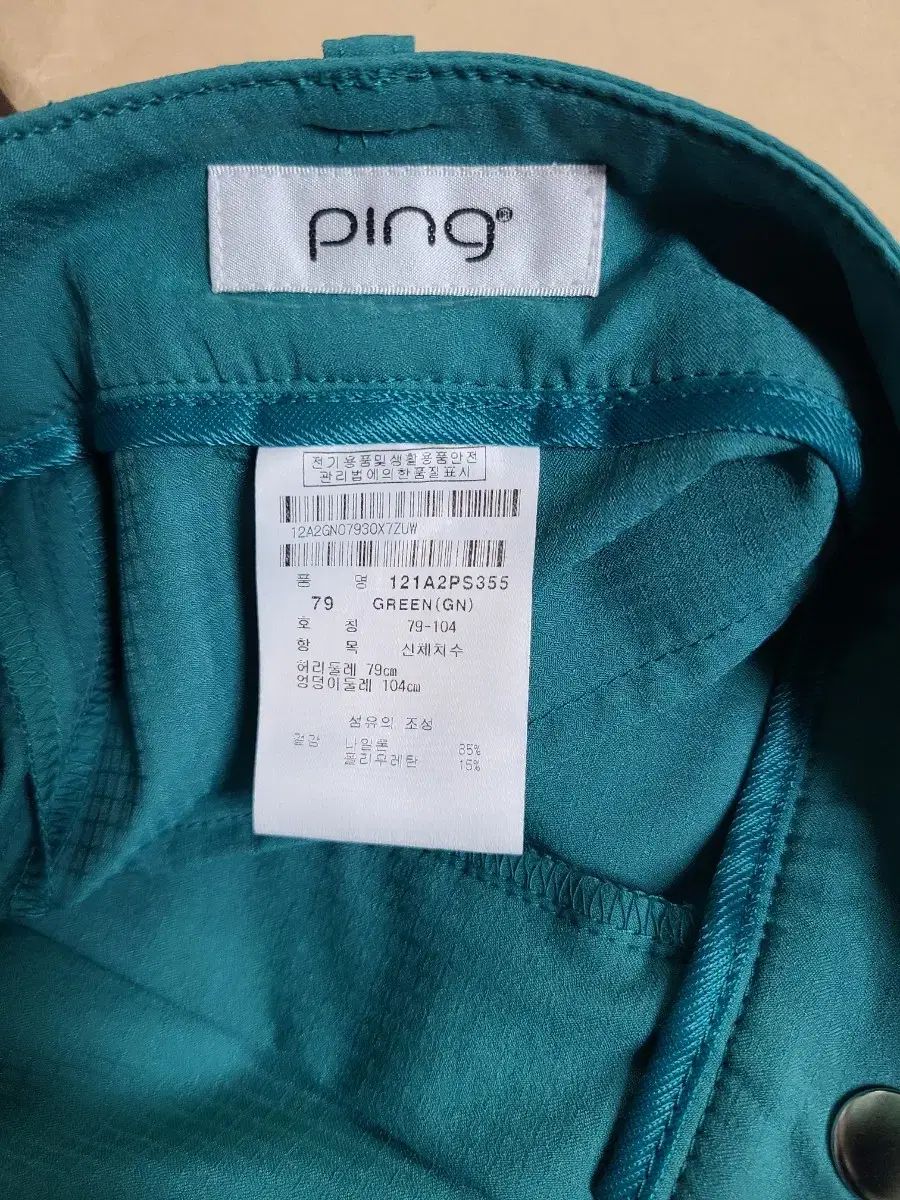 ping®
전기용품및생활용품안전
관리법에의한품질표시
12A2GN07930X7ZUW
품 명 121A2PS355
79 GREEN(GN)
호 칭 79-104
항 목 신체치수
허리둘레 79cm
엉덩이둘레 104cm
섬유의 조성
겉감 나일론 85%
폴리우레탄 15%